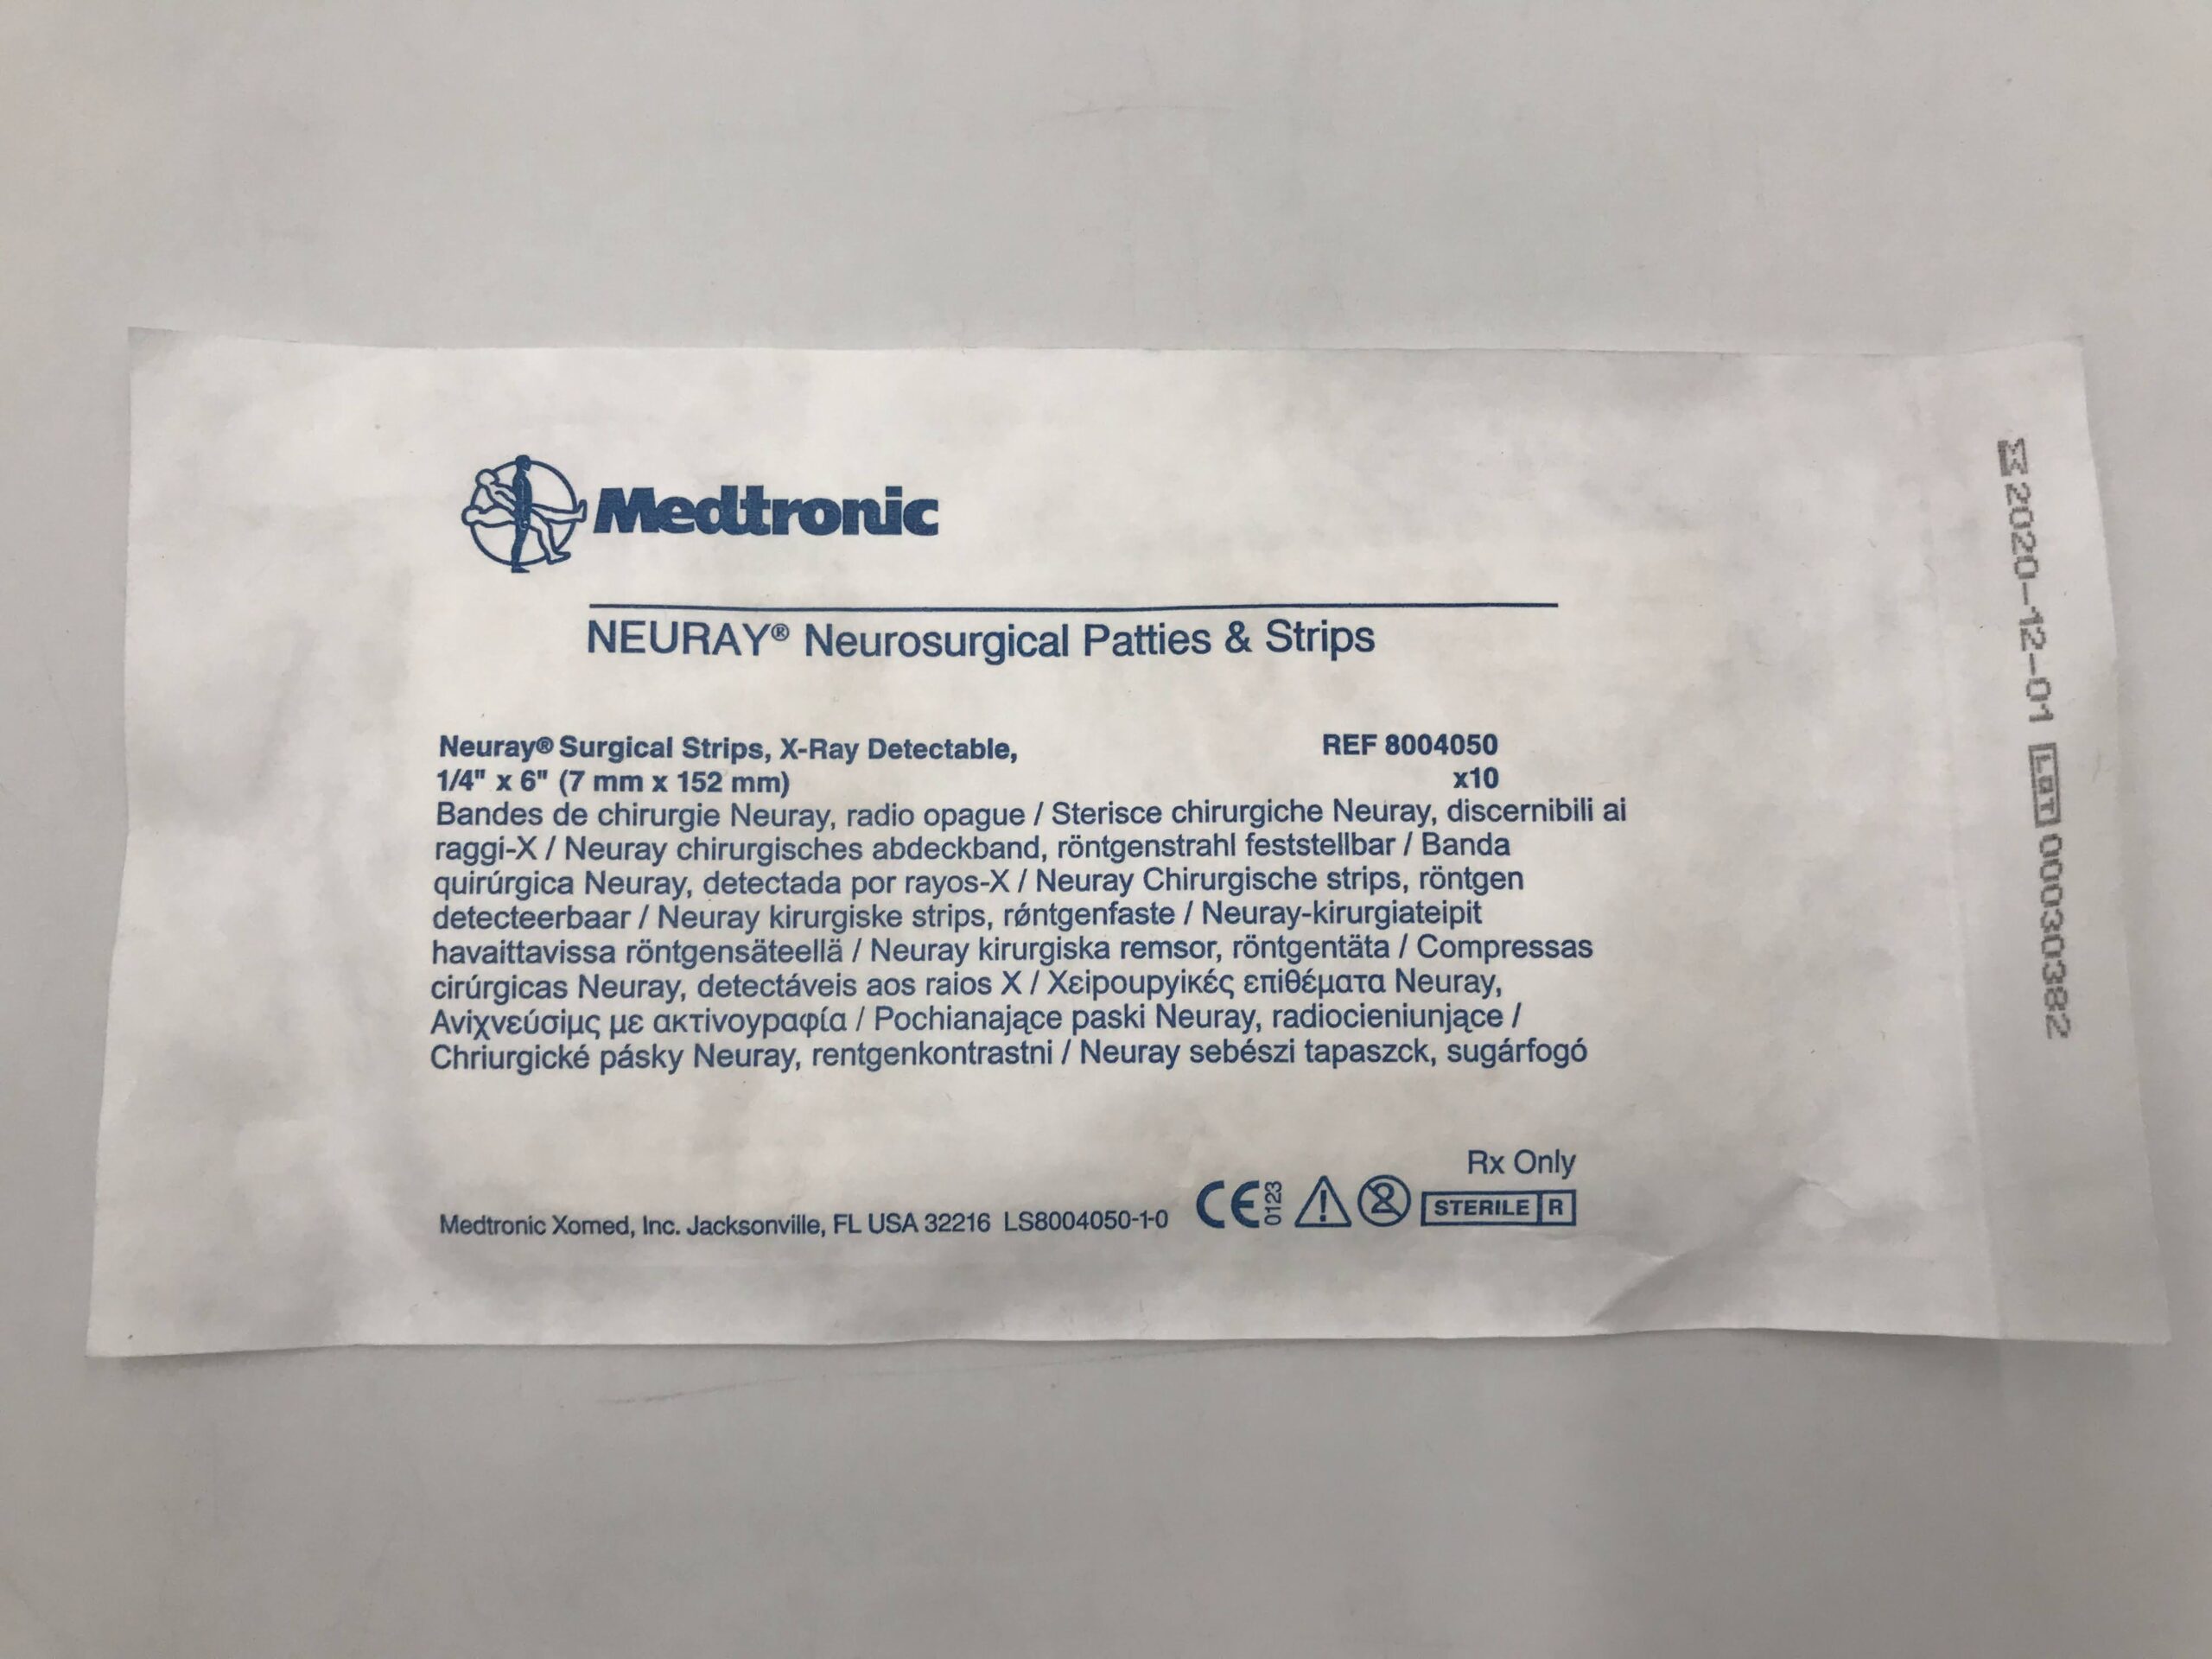 Medtronic
NEURAY® Neurosurgical Patties & Strips
Neuray® Surgical Strips, X-Ray Detectable,
1/4" x 6" (7 mm x 152 mm)
REF 8004050
x10
Bandes de chirurgie Neuray, radio opague / Sterisce chirurgiche Neuray, discernibili ai
raggi-X / Neuray chirurgisches abdeckband, röntgenstrahl feststellbar / Banda
quirúrgica Neuray, detectada por rayos-X / Neuray Chirurgische strips, röntgen
detecteerbaar / Neuray kirurgiske strips, rǿntgenfaste / Neuray-kirurgiateipit
havaittavissa röntgensäteellä / Neuray kirurgiska remsor, röntgentäta / Compressas
cirúrgicas Neuray, detectáveis aos raios X / Χειρουργικές επιθέματα Neuray,
Ανιχνεύσιμς με ακτινογραφία / Pochianające paski Neuray, radiocieniunjące /
Chriurgické pásky Neuray, rentgenkontrastni / Neuray sebészi tapaszck, sugárfogó
Rx Only
Medtronic Xomed, Inc. Jacksonville, FL USA 32216 LS8004050-1-0 CE 0123 2 STERILE R
2020-12-01 LOT 00030382